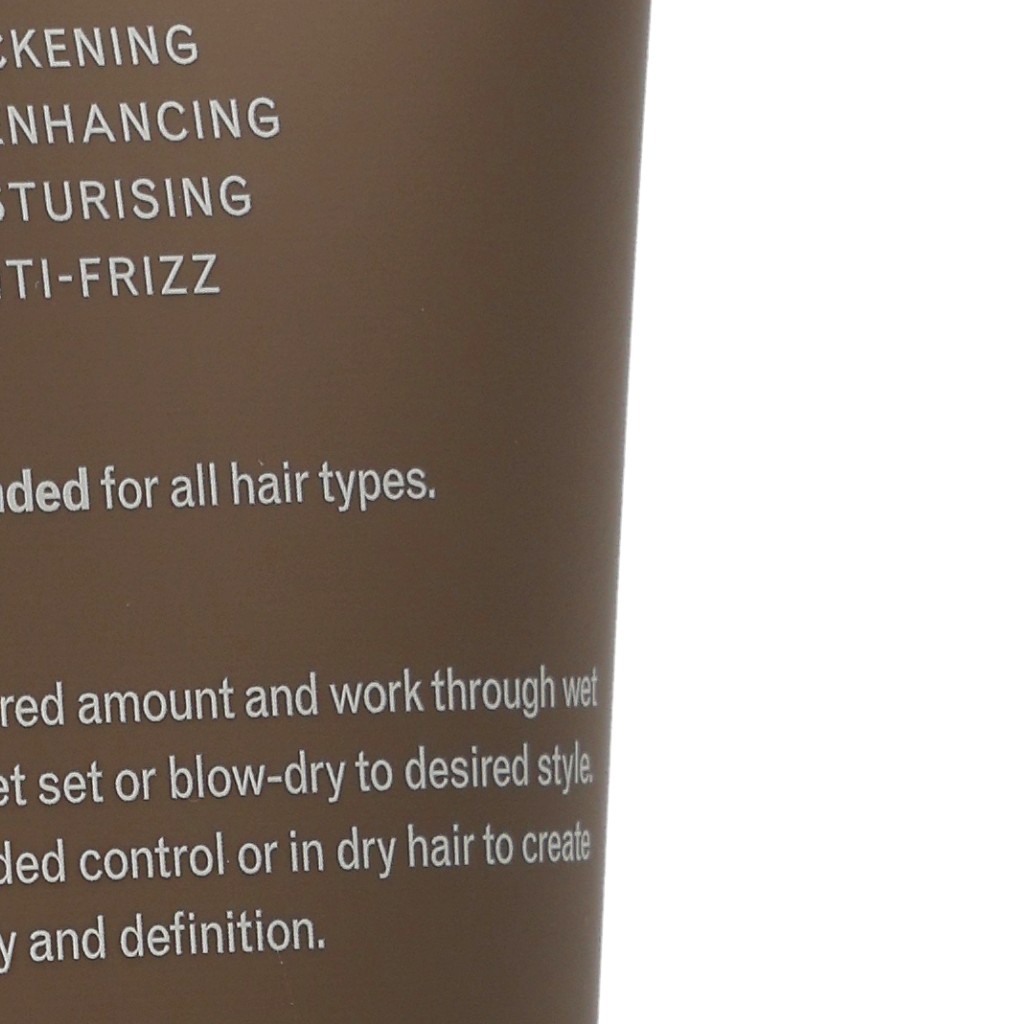 CKENING
ENHANCING
STURISING
TI-FRIZZ
nded for all hair types.
red amount and work through wet
et set or blow-dry to desired style.
ded control or in dry hair to create
y and definition.